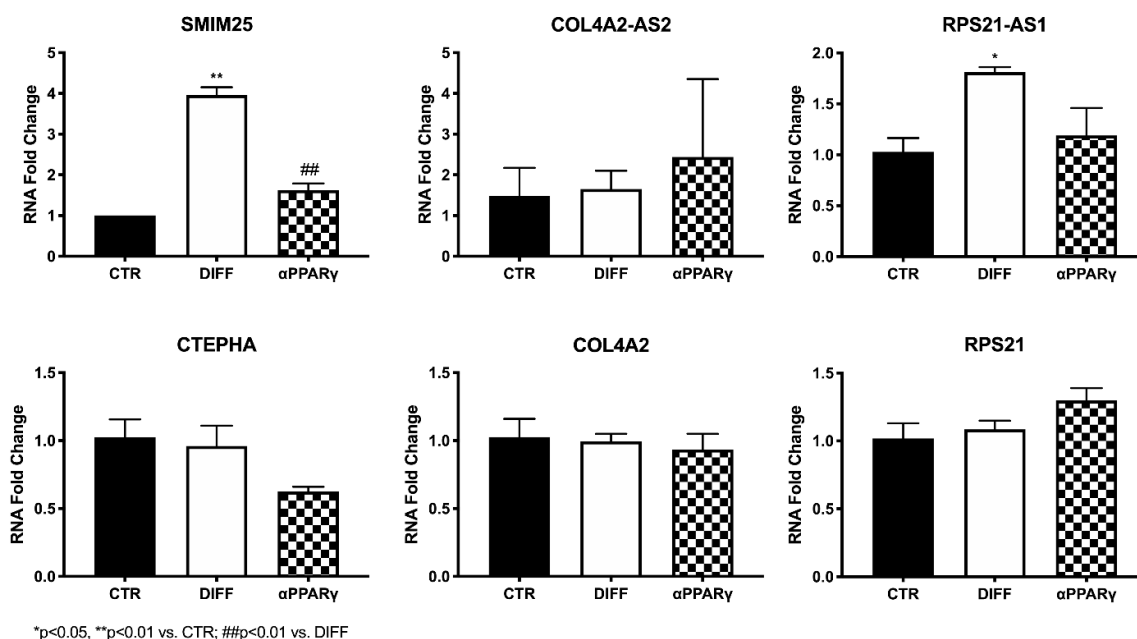 SMIM25
COL4A2-AS2
RPS21-AS1
RNA Fold Change
5
4
3
2
1
0
**
##
CTR
DIFF
αPPARγ
RNA Fold Change
5
4
3
2
1
0
CTR
DIFF
αPPARγ
RNA Fold Change
2.0
1.5
1.0
0.5
0.0
*
CTR
DIFF
αPPARγ
CTEPHA
COL4A2
RPS21
RNA Fold Change
1.5
1.0
0.5
0.0
CTR
DIFF
αPPARγ
RNA Fold Change
1.5
1.0
0.5
0.0
CTR
DIFF
αPPARγ
RNA Fold Change
1.5
1.0
0.5
0.0
CTR
DIFF
αPPARγ
*p<0.05, **p<0.01 vs. CTR; ##p<0.01 vs. DIFF